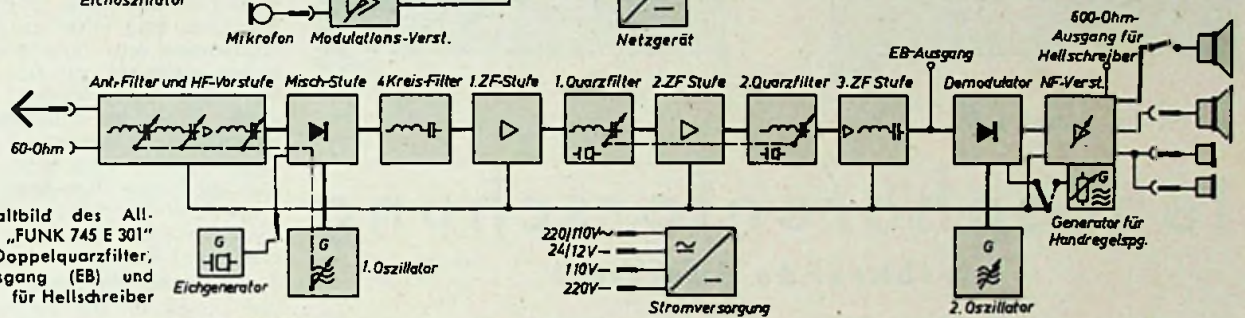 Eichoszillator
Mikrofon
Modulations-Verst.
Netzgerät
600-Ohm-
Ausgang für
Hellschreiber
EB-Ausgang
Ant-Filter und HF-Vorstufe
Misch-Stufe
4 Kreis-Filter
1. ZF-Stufe
1. Quarzfilter
2. ZF Stufe
2. Quarzfilter
3. ZF Stufe
Demodulator
NF-Verst.
60-Ohm
G
altbild des All-
„FUNK 745 E 301"
Doppelquarzfilter,
sgang (EB) und
für Hellschreiber
G
Eichgenerator
G
1. Oszillator
220/110V~
24/12V–
110V–
220V–
Stromversorgung
G
2. Oszillator
Generator für
Handregelspg.